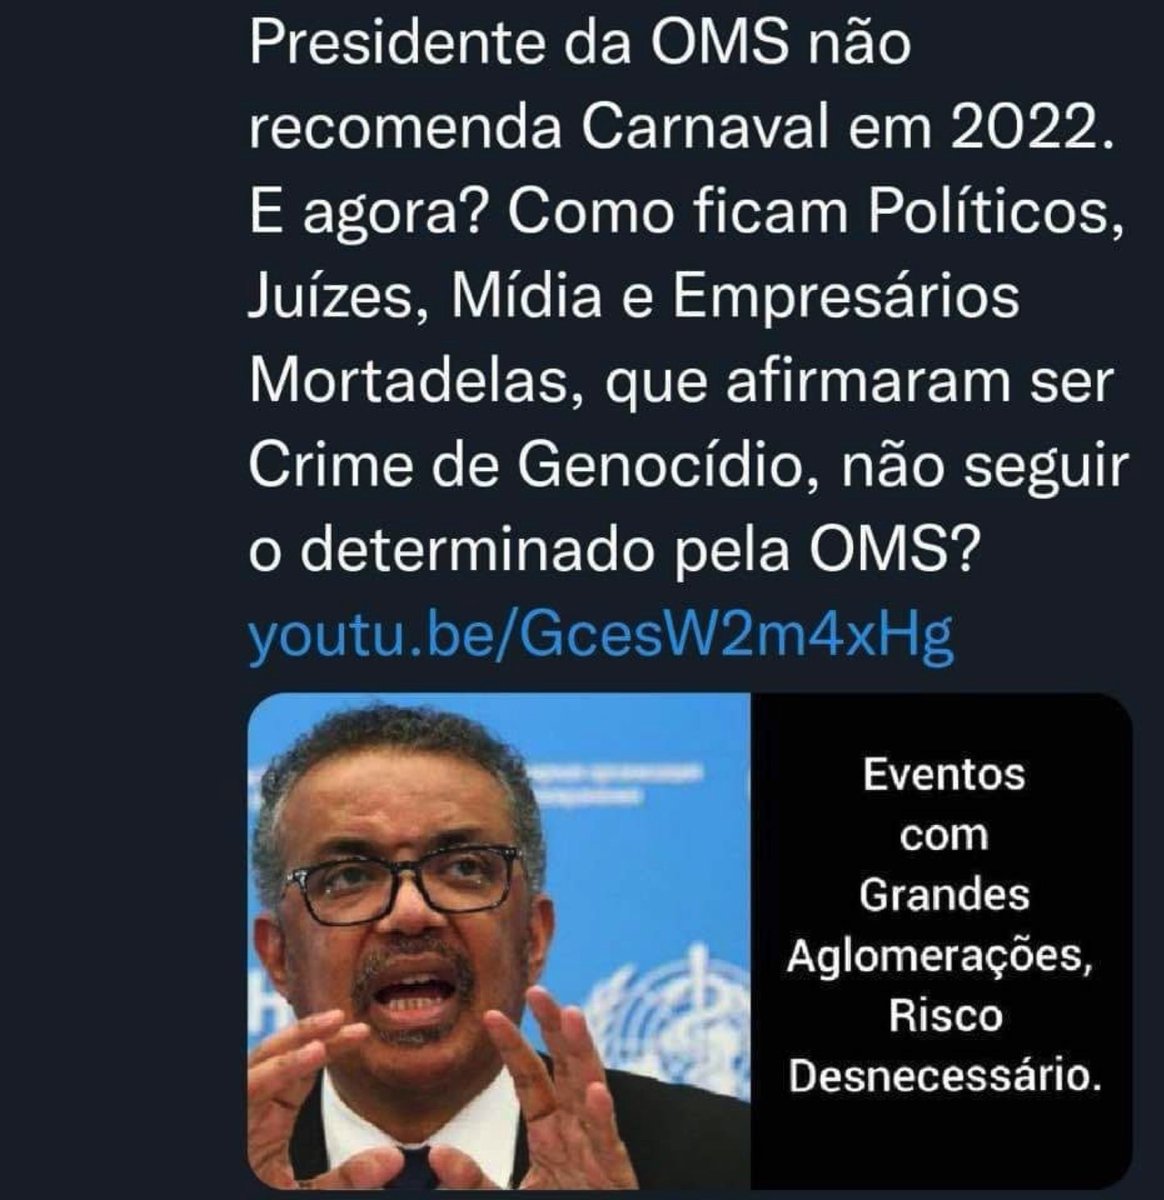 Presidente da OMS não
recomenda Carnaval em 2022.
E agora? Como ficam Políticos,
Juízes, Mídia e Empresários
Mortadelas, que afirmaram ser
Crime de Genocídio, não seguir
o determinado pela OMS?
youtu.be/GcesW2m4xHg
Eventos
com
Grandes
Aglomerações,
Risco
Desnecessário.